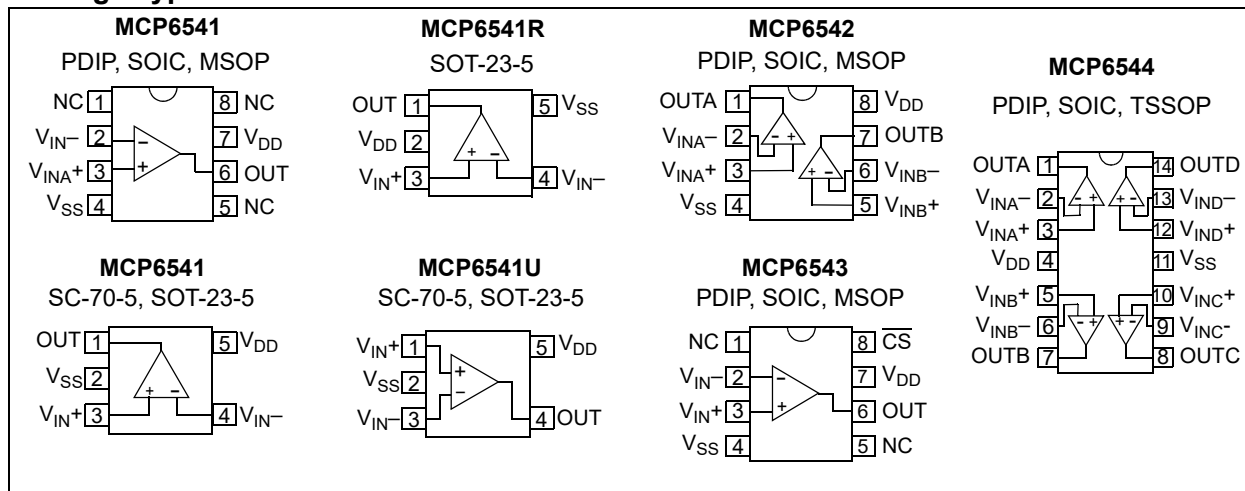 MCP6541
PDIP, SOIC, MSOP
NC 1 8 NC
VIN– 2 7 VDD
VINA+ 3 6 OUT
VSS 4 5 NC
– +
MCP6541R
SOT-23-5
OUT 1 5 VSS
VDD 2
VIN+ 3 4 VIN–
+ –
MCP6542
PDIP, SOIC, MSOP
OUTA 1 8 VDD
VINA– 2 7 OUTB
VINA+ 3 6 VINB–
VSS 4 5 VINB+
- +
+ -
MCP6544
PDIP, SOIC, TSSOP
OUTA 1 14 OUTD
VINA– 2 13 VIND–
VINA+ 3 12 VIND+
VDD 4 11 VSS
VINB+ 5 10 VINC+
VINB– 6 9 VINC-
OUTB 7 8 OUTC
- + + -
- + + -
MCP6541
SC-70-5, SOT-23-5
OUT 1 5 VDD
VSS 2
VIN+ 3 4 VIN–
+ –
MCP6541U
SC-70-5, SOT-23-5
VIN+ 1 5 VDD
VSS 2
VIN– 3 4 OUT
+ –
MCP6543
PDIP, SOIC, MSOP
NC 1 8 CS
VIN– 2 7 VDD
VIN+ 3 6 OUT
VSS 4 5 NC
– +